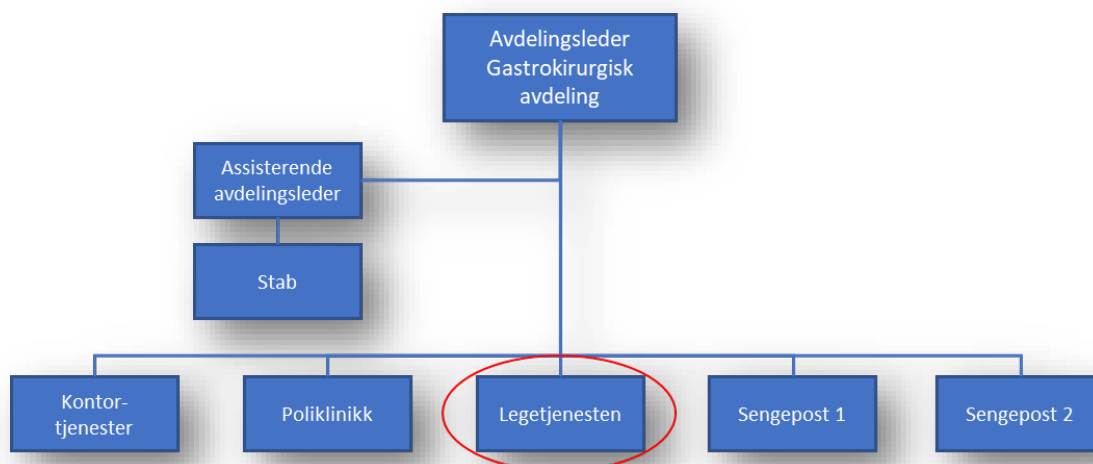 Avdelingsleder
Gastrokirurgisk
avdeling
Assisterende
avdelingsleder
Stab
Kontor-
tjenester
Poliklinikk
Legetjenesten
Sengepost 1
Sengepost 2